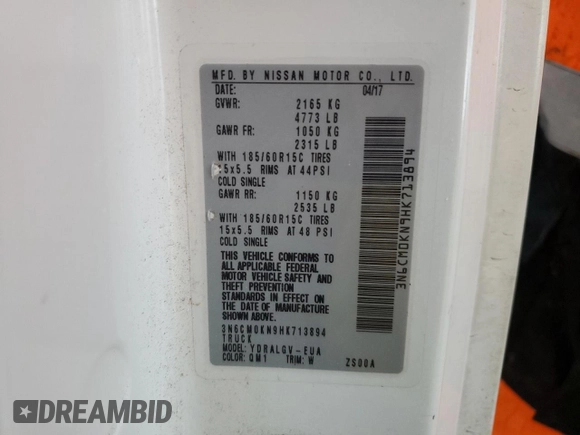 MFD. BY NISSAN MOTOR CO., LTD.
DATE: 04/17
GVWR: 2165 KG
4773 LB
GAWR FR: 1050 KG
2315 LB
WITH 185/60R15C TIRES
15x5.5 RIMS AT 44PSI
COLD SINGLE
GAWR RR: 1150 KG
2535 LB
WITH 185/60R15C TIRES
15x5.5 RIMS AT 48 PSI
COLD SINGLE
THIS VEHICLE CONFORMS TO
ALL APPLICABLE FEDERAL
MOTOR VEHICLE SAFETY AND
THEFT PREVENTION
STANDARDS IN EFFECT ON
THE DATE OF MANUFACTURE
SHOWN ABOVE.
3N6CM0KN9HK713894
TRUCK
MODEL: YDRALGV-EUA
COLOR: QM1 TRIM: W ZS00A
3N6CM0KN9HK713894
DREAMBID